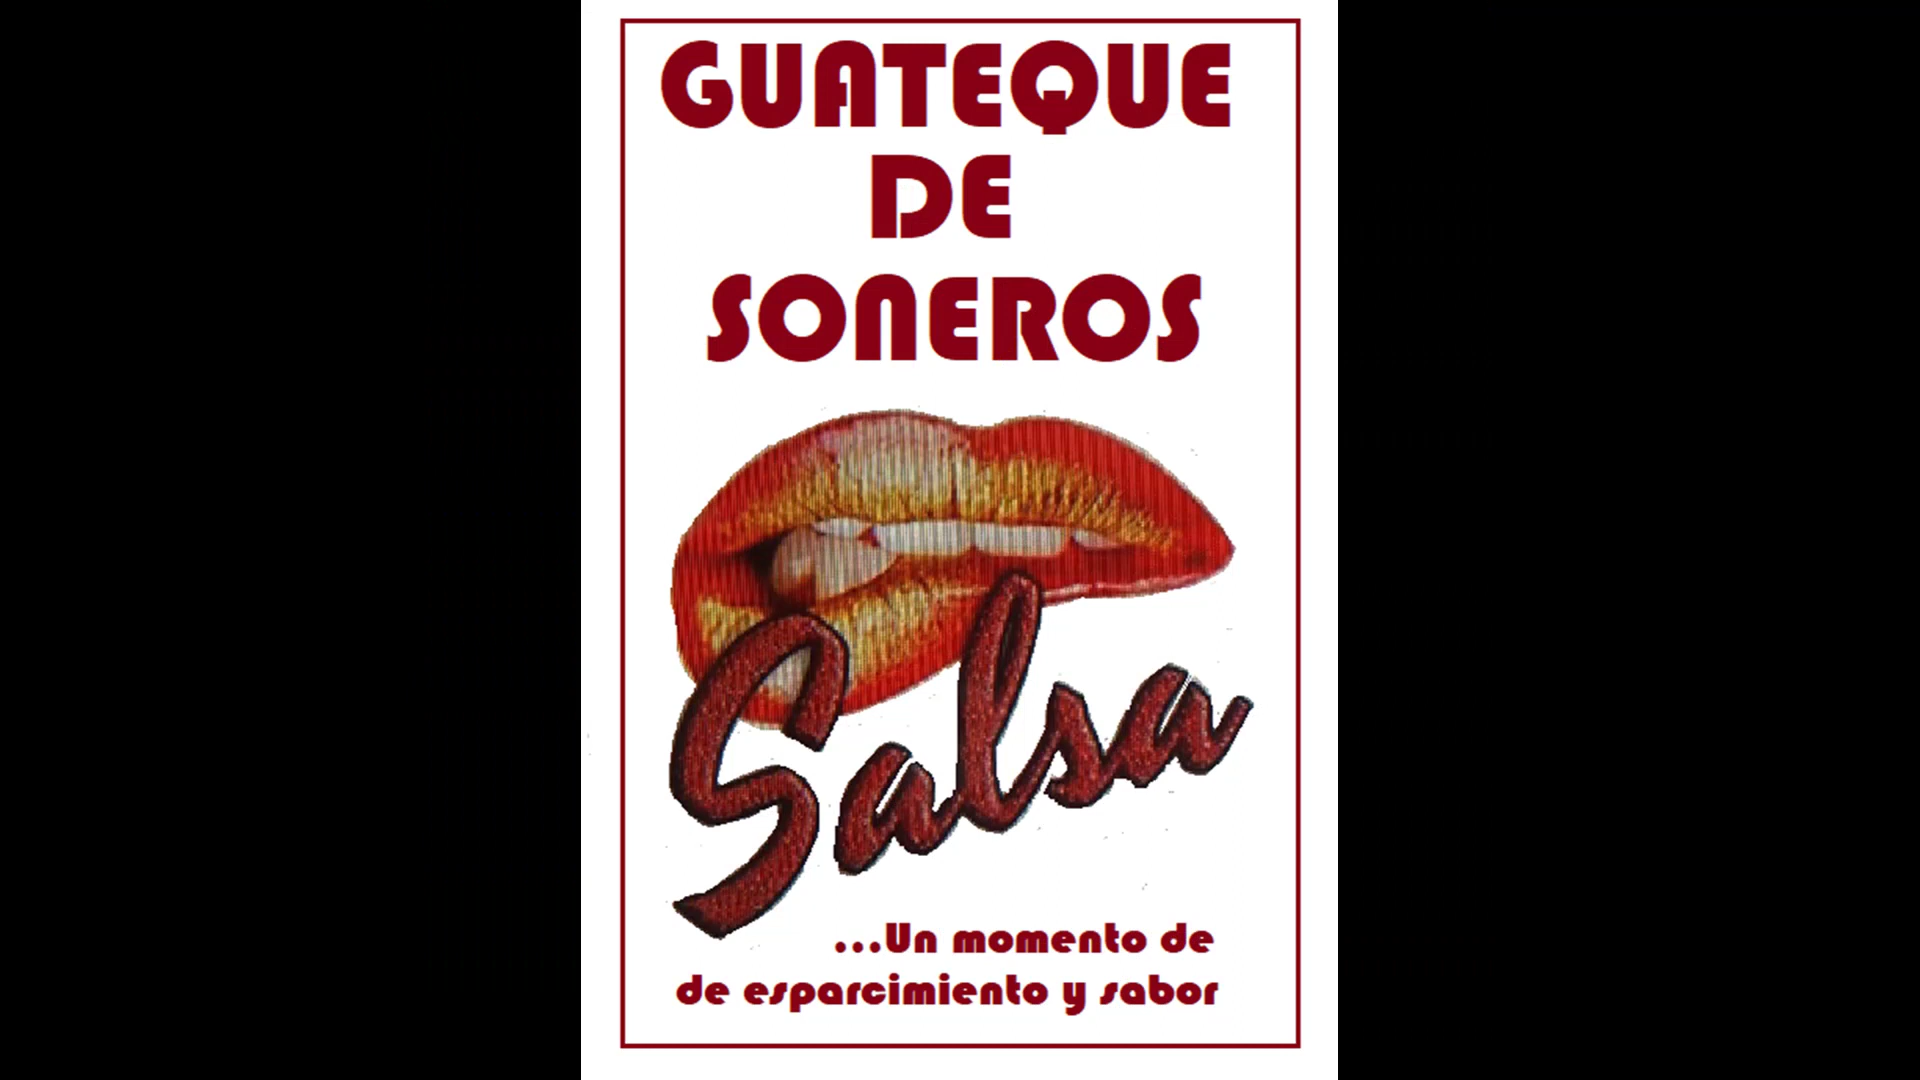 GUATEQUE
DE
SONEROS
Salsa
...Un momento de
de esparcimiento y sabor